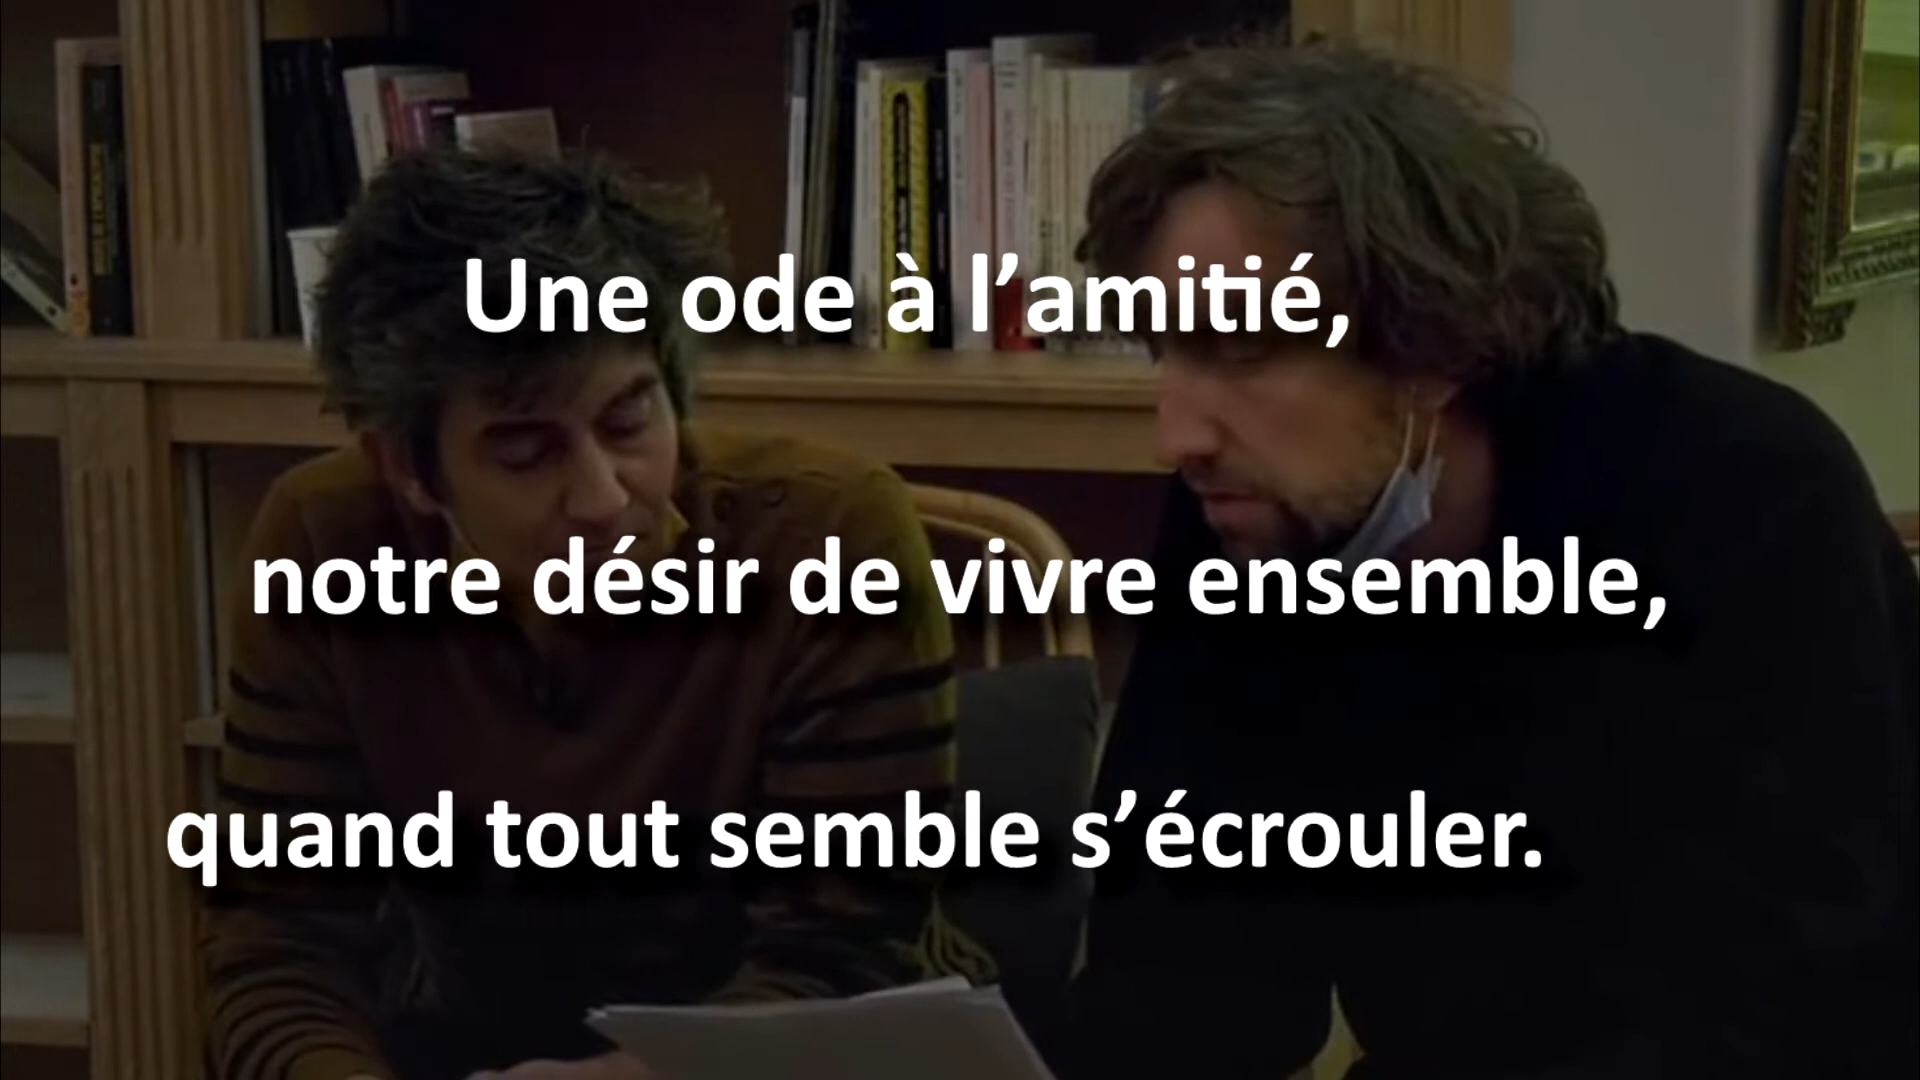 Une ode à l’amitié,
notre désir de vivre ensemble,
quand tout semble s’écrouler.